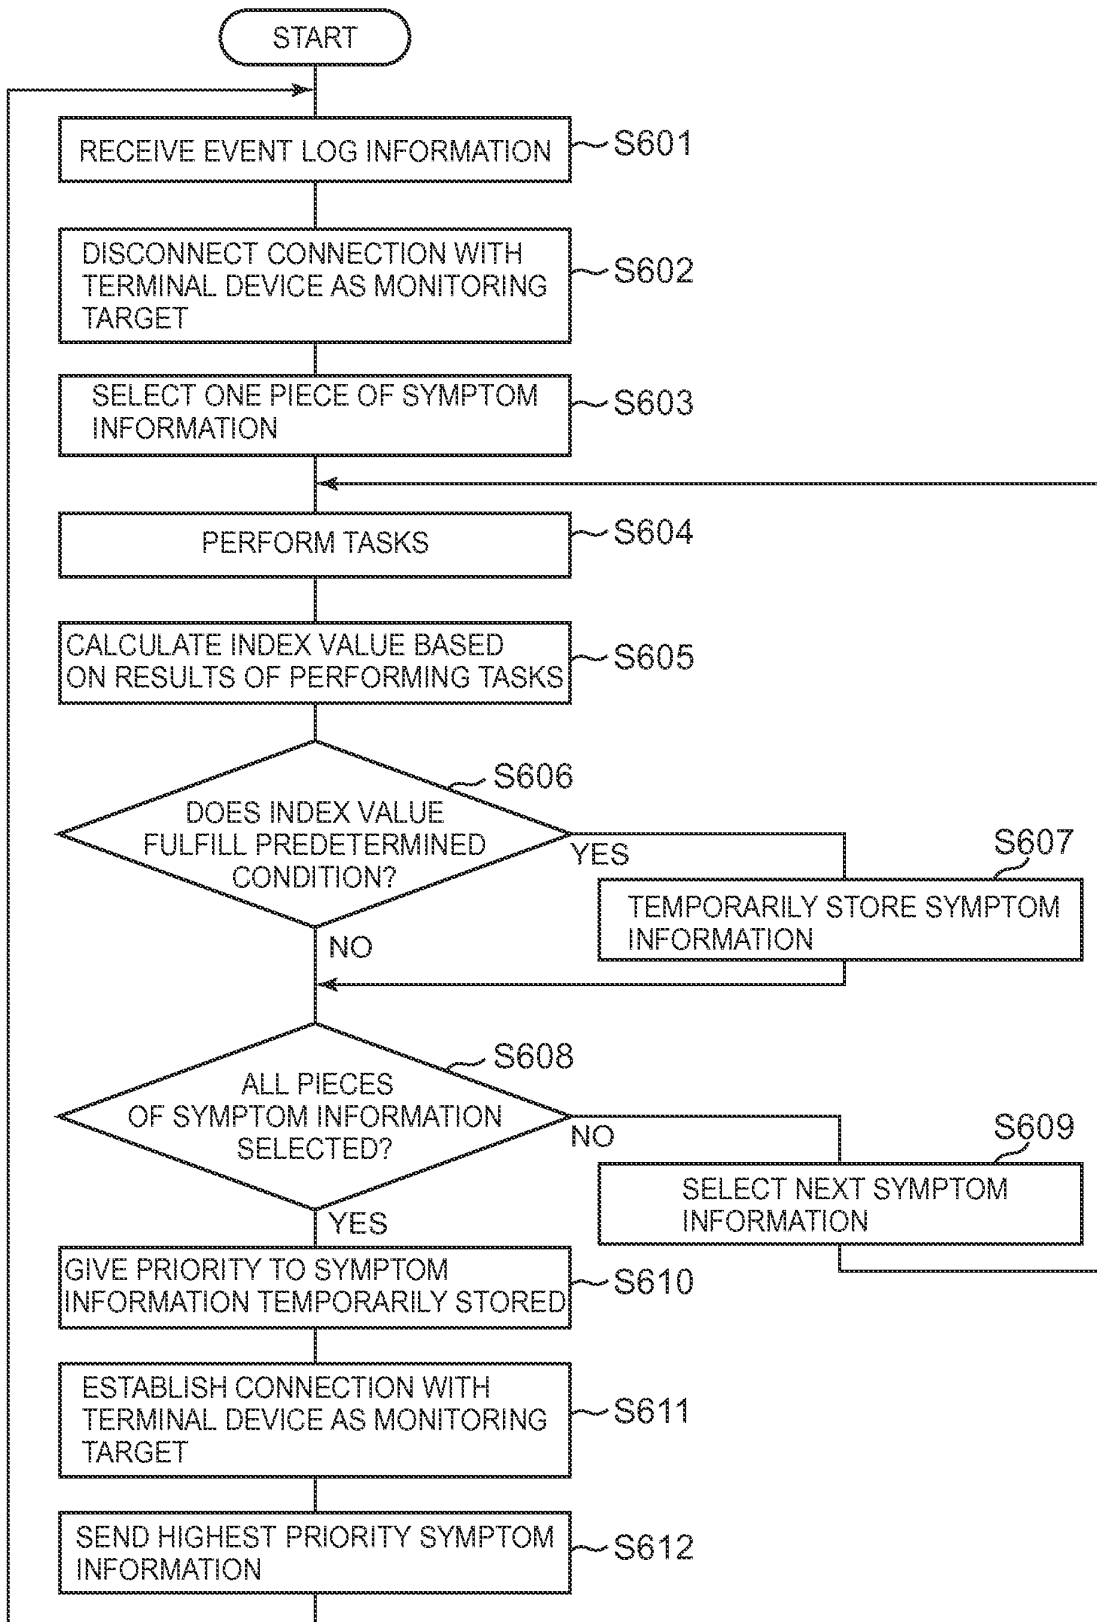 START
RECEIVE EVENT LOG INFORMATION
S601
DISCONNECT CONNECTION WITH
TERMINAL DEVICE AS MONITORING
TARGET
S602
SELECT ONE PIECE OF SYMPTOM
INFORMATION
S603
PERFORM TASKS
S604
CALCULATE INDEX VALUE BASED
ON RESULTS OF PERFORMING TASKS
S605
S606
DOES INDEX VALUE
FULFILL PREDETERMINED
CONDITION?
YES
NO
S607
TEMPORARILY STORE SYMPTOM
INFORMATION
S608
ALL PIECES
OF SYMPTOM INFORMATION
SELECTED?
NO
YES
S609
SELECT NEXT SYMPTOM
INFORMATION
GIVE PRIORITY TO SYMPTOM
INFORMATION TEMPORARILY STORED
S610
ESTABLISH CONNECTION WITH
TERMINAL DEVICE AS MONITORING
TARGET
S611
SEND HIGHEST PRIORITY SYMPTOM
INFORMATION
S612